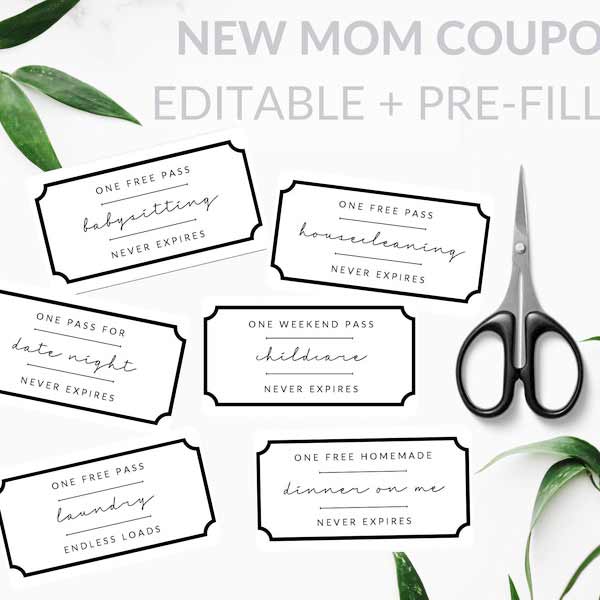 NEW MOM COUPO
EDITABLE + PRE-FILL
ONE FREE PASS
babysitting
NEVER EXPIRES
ONE FREE PASS
housecleaning
NEVER EXPIRES
ONE PASS FOR
date night
NEVER EXPIRES
ONE WEEKEND PASS
childcare
NEVER EXPIRES
ONE FREE PASS
laundry
ENDLESS LOADS
ONE FREE HOMEMADE
dinner on me
NEVER EXPIRES